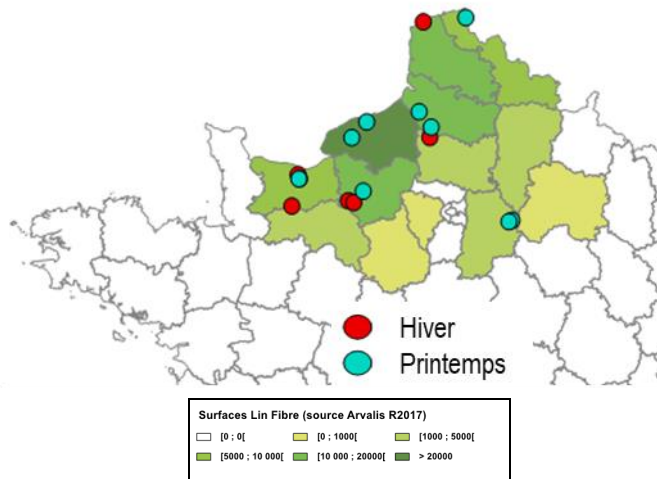 Hiver
Printemps
Surfaces Lin Fibre (source Arvalis R2017)
[0 ; 0[ [0 ; 1000[ [1000 ; 5000[
[5000 ; 10 000[ [10 000 ; 20000[ > 20000